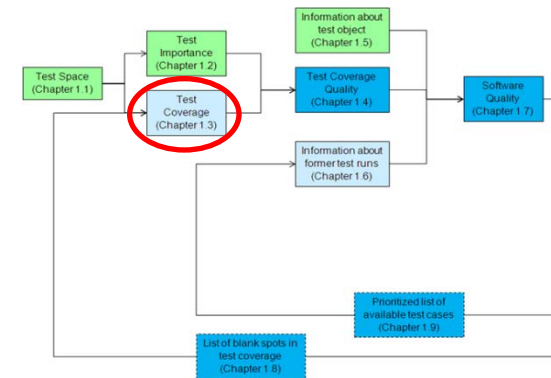 Test Space
(Chapter 1.1)
Test
Importance
(Chapter 1.2)
Test
Coverage
(Chapter 1.3)
Information about
test object
(Chapter 1.5)
Test Coverage
Quality
(Chapter 1.4)
Information about
former test runs
(Chapter 1.6)
Software
Quality
(Chapter 1.7)
Prioritized list of
available test cases
(Chapter 1.9)
List of blank spots in
test coverage
(Chapter 1.8)